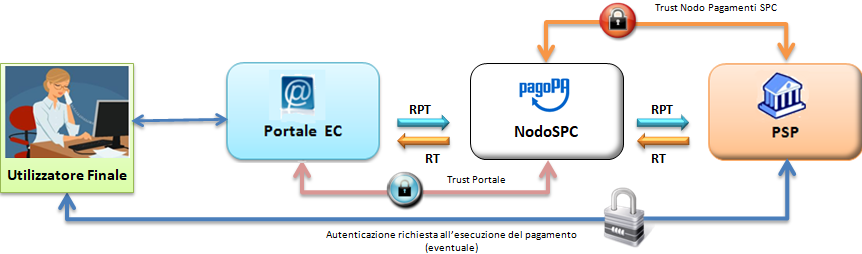 Trust Nodo Pagamenti SPC
@
pagoPA
RPT
RPT
Portale EC
NodoSPC
PSP
RT
RT
Utilizzatore Finale
Trust Portale
Autenticazione richiesta all'esecuzione del pagamento
(eventuale)